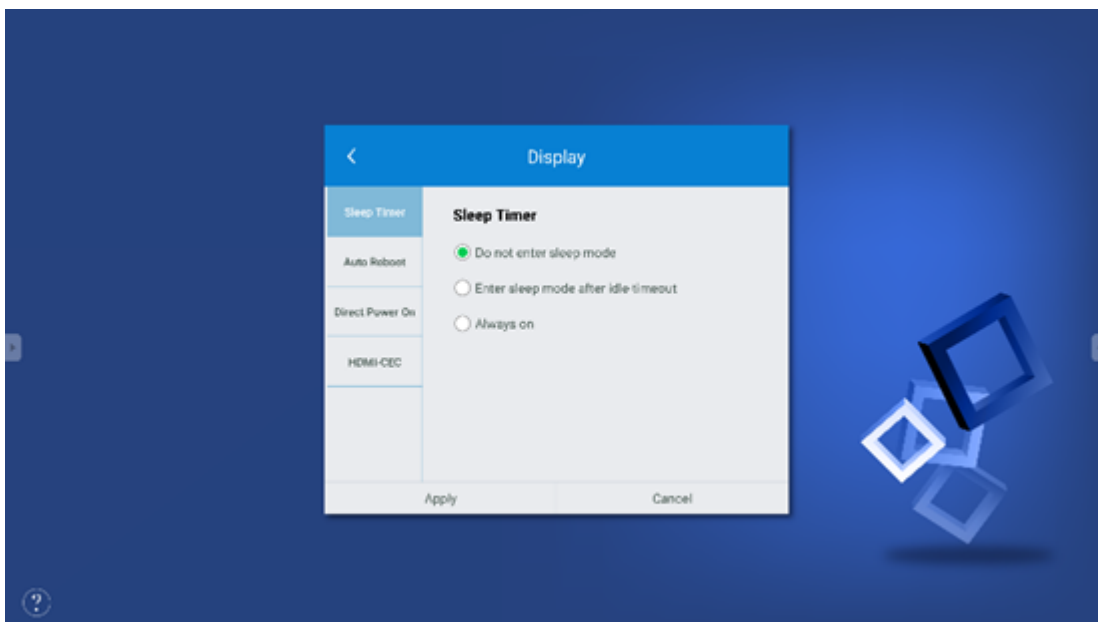 Display
Sleep Timer
Auto Reboot
Direct Power On
HDMI-CEC
Sleep Timer
Do not enter sleep mode
Enter sleep mode after idle timeout
Always on
Apply
Cancel
?